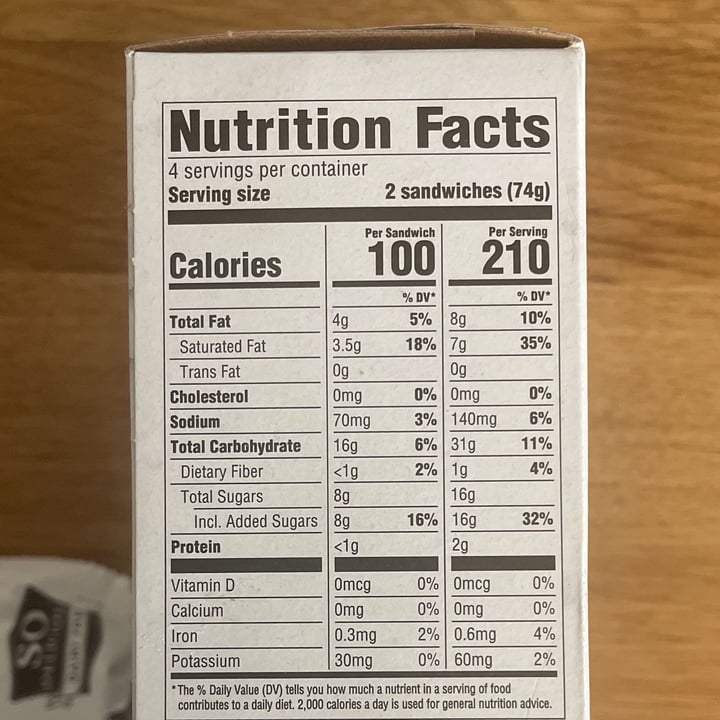 Nutrition Facts
4 servings per container
Serving size 2 sandwiches (74g)
Per Sandwich Per Serving
Calories 100 210
% DV* % DV*
Total Fat 4g 5% 8g 10%
Saturated Fat 3.5g 18% 7g 35%
Trans Fat 0g 0g
Cholesterol 0mg 0% 0mg 0%
Sodium 70mg 3% 140mg 6%
Total Carbohydrate 16g 6% 31g 11%
Dietary Fiber <1g 2% 1g 4%
Total Sugars 8g 16g
Incl. Added Sugars 8g 16% 16g 32%
Protein <1g 2g
Vitamin D 0mcg 0% 0mcg 0%
Calcium 0mg 0% 0mg 0%
Iron 0.3mg 2% 0.6mg 4%
Potassium 30mg 0% 60mg 2%
*The % Daily Value (DV) tells you how much a nutrient in a serving of food
contributes to a daily diet. 2,000 calories a day is used for general nutrition advice.
SO